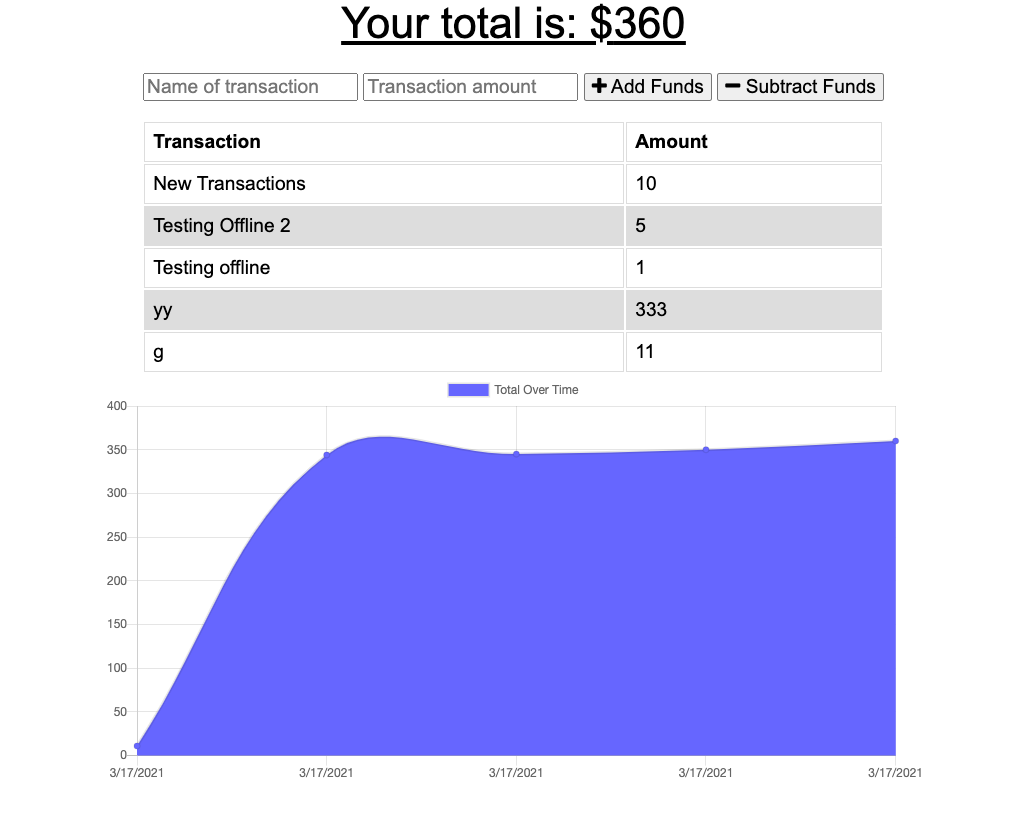 Your total is: $360
Name of transaction Transaction amount + Add Funds − Subtract Funds
Transaction Amount
New Transactions 10
Testing Offline 2 5
Testing offline 1
yy 333
g 11
Total Over Time
400
350
300
250
200
150
100
50
0
3/17/2021 3/17/2021 3/17/2021 3/17/2021 3/17/2021